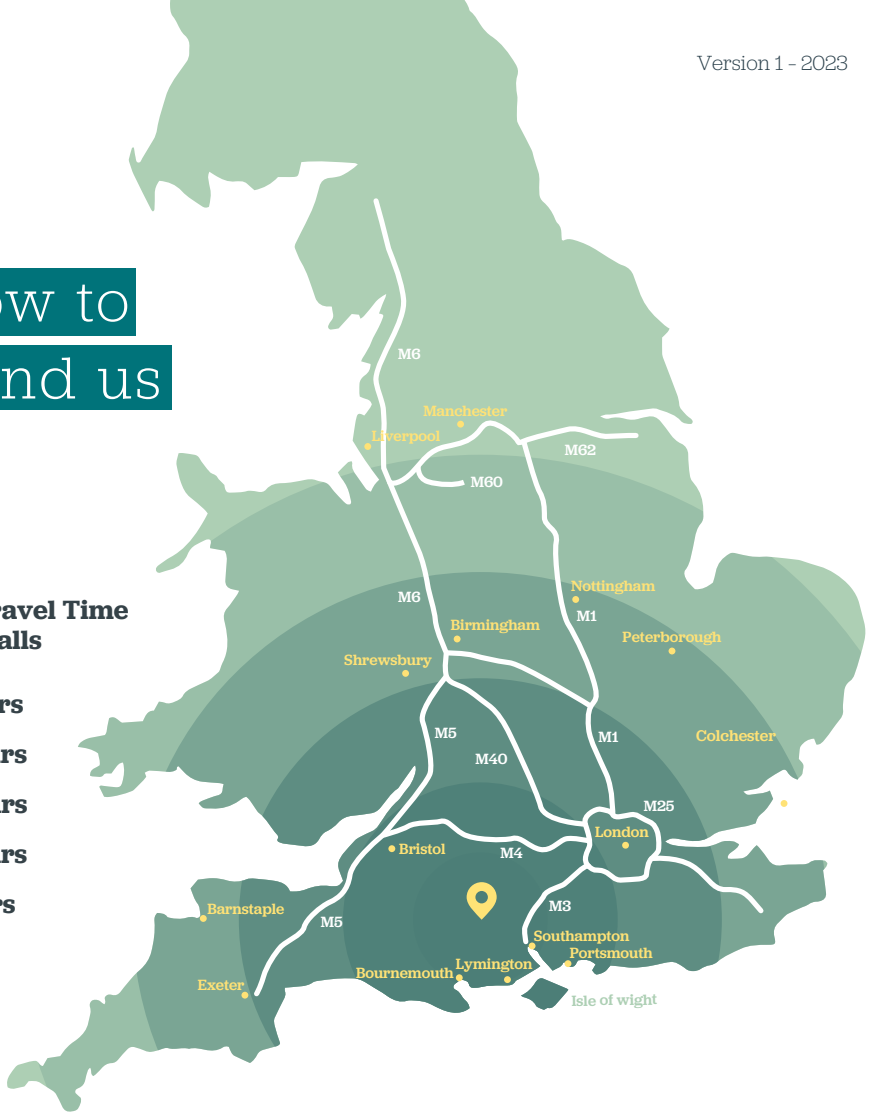 Version 1 - 2023
ow to
nd us
M6
Manchester
Liverpool
M62
M60
Nottingham
M6
ravel Time
M1
Birmingham
Peterborough
alls
Shrewsbury
rs
M5
M1
Colchester
rs
M40
rs
M25
London
Bristol
M4
rs
rs
Barnstaple
M3
M5
Southampton
Portsmouth
Lymington
Bournemouth
Exeter
Isle of wight